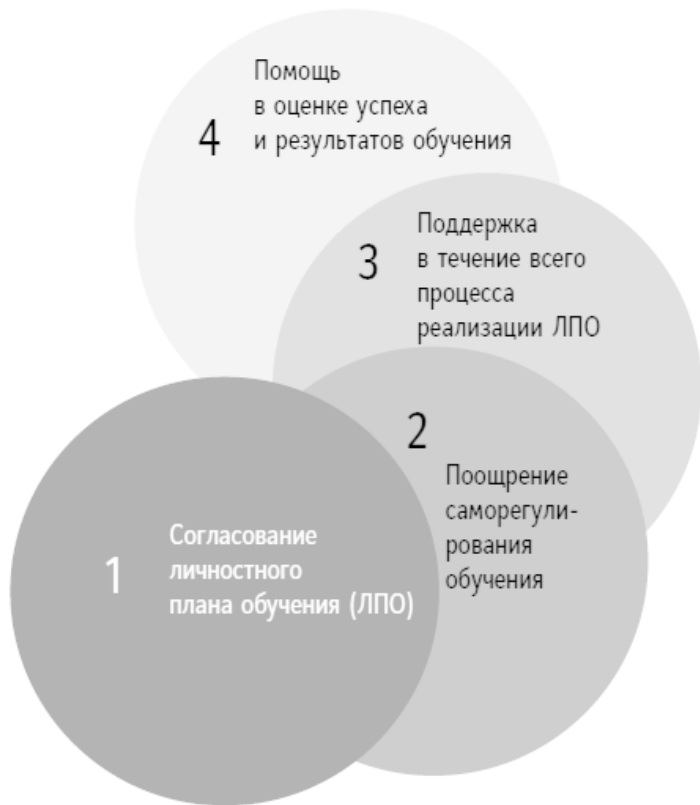 4
Помощь
в оценке успеха
и результатов обучения
3
Поддержка
в течение всего
процесса
реализации ЛПО
2
Поощрение
саморегули-
рования
обучения
1
Согласование
личностного
плана обучения (ЛПО)